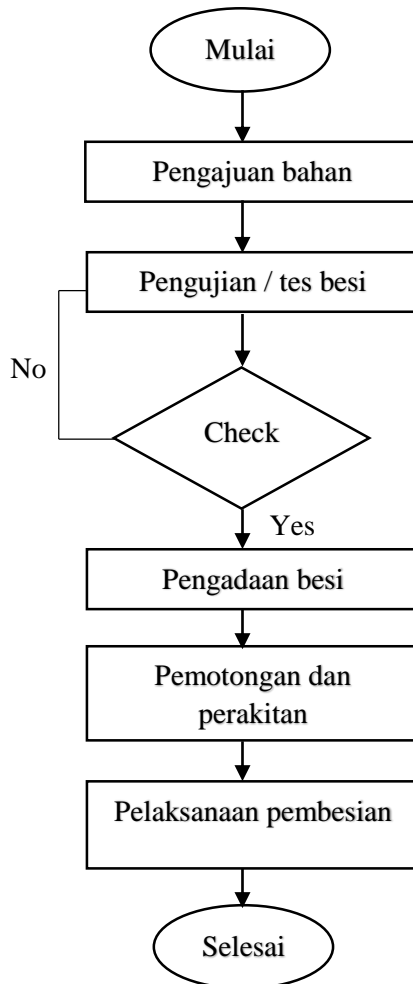 Mulai
Pengajuan bahan
Pengujian / tes besi
No
Check
Yes
Pengadaan besi
Pemotongan dan
perakitan
Pelaksanaan pembesian
Selesai